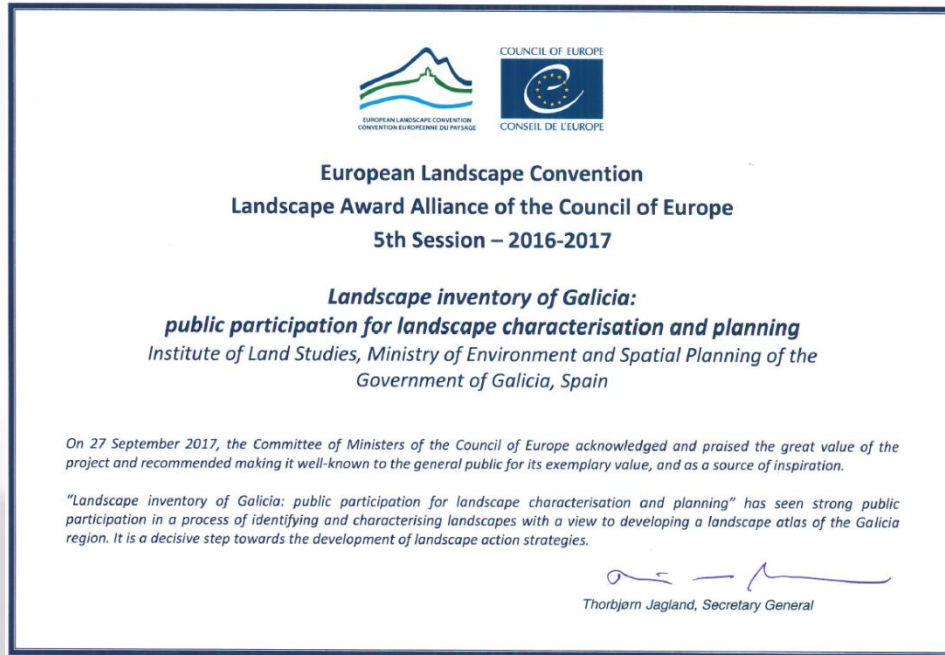 COUNCIL OF EUROPE
EUROPEAN LANDSCAPE CONVENTION
CONVENTION EUROPÉENNE DU PAYSAGE
CONSEIL DE L'EUROPE
European Landscape Convention
Landscape Award Alliance of the Council of Europe
5th Session – 2016-2017
Landscape inventory of Galicia:
public participation for landscape characterisation and planning
Institute of Land Studies, Ministry of Environment and Spatial Planning of the
Government of Galicia, Spain
On 27 September 2017, the Committee of Ministers of the Council of Europe acknowledged and praised the great value of the
project and recommended making it well-known to the general public for its exemplary value, and as a source of inspiration.
"Landscape inventory of Galicia: public participation for landscape characterisation and planning" has seen strong public
participation in a process of identifying and characterising landscapes with a view to developing a landscape atlas of the Galicia
region. It is a decisive step towards the development of landscape action strategies.
Thorbjørn Jagland, Secretary General